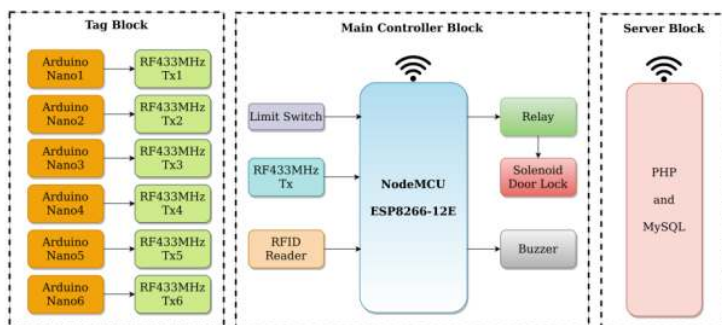 Tag Block
Arduino
Nano1
RF433MHz
Tx1
Arduino
Nano2
RF433MHz
Tx2
Arduino
Nano3
RF433MHz
Tx3
Arduino
Nano4
RF433MHz
Tx4
Arduino
Nano5
RF433MHz
Tx5
Arduino
Nano6
RF433MHz
Tx6
Main Controller Block
Limit Switch
RF433MHz
Tx
RFID
Reader
NodeMCU
ESP8266-12E
Relay
Solenoid
Door Lock
Buzzer
Server Block
PHP
and
MySQL